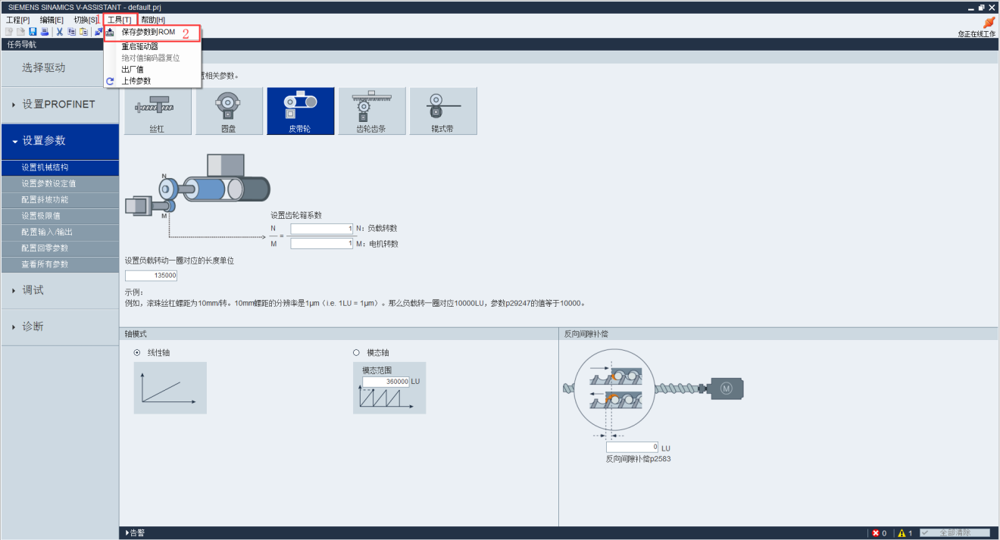 SIEMENS SINAMICS V-ASSISTANT - default.prj
工程[P] 编辑[E] 切换[S] 1 工具[T] 帮助[H]
保存参数到ROM 2
您正在线工作
任务导航
重启驱动器
绝对值编码器复位
出厂值
上传参数
选择驱动
置相关参数。
设置PROFINET
丝杠 圆盘 皮带轮 齿轮齿条 辊式带
设置参数
设置机械结构
设置参数设定值
配置斜坡功能
设置极限值
配置输入/输出
配置回零参数
查看所有参数
调试
诊断
N
M
设置齿轮箱系数
N 1 N：负载转数
=
M 1 M：电机转数
设置负载转动一圈对应的长度单位
135000
示例：
例如，滚珠丝杠螺距为10mm/转。10mm螺距的分辨率是1μm（i.e. 1LU = 1μm）。那么负载转一圈对应10000LU，参数p29247的值等于10000。
轴模式
线性轴
模态轴
模态范围
360000 LU
反向间隙补偿
M
0 LU
反向间隙补偿p2583
告警
0 1 全部清除